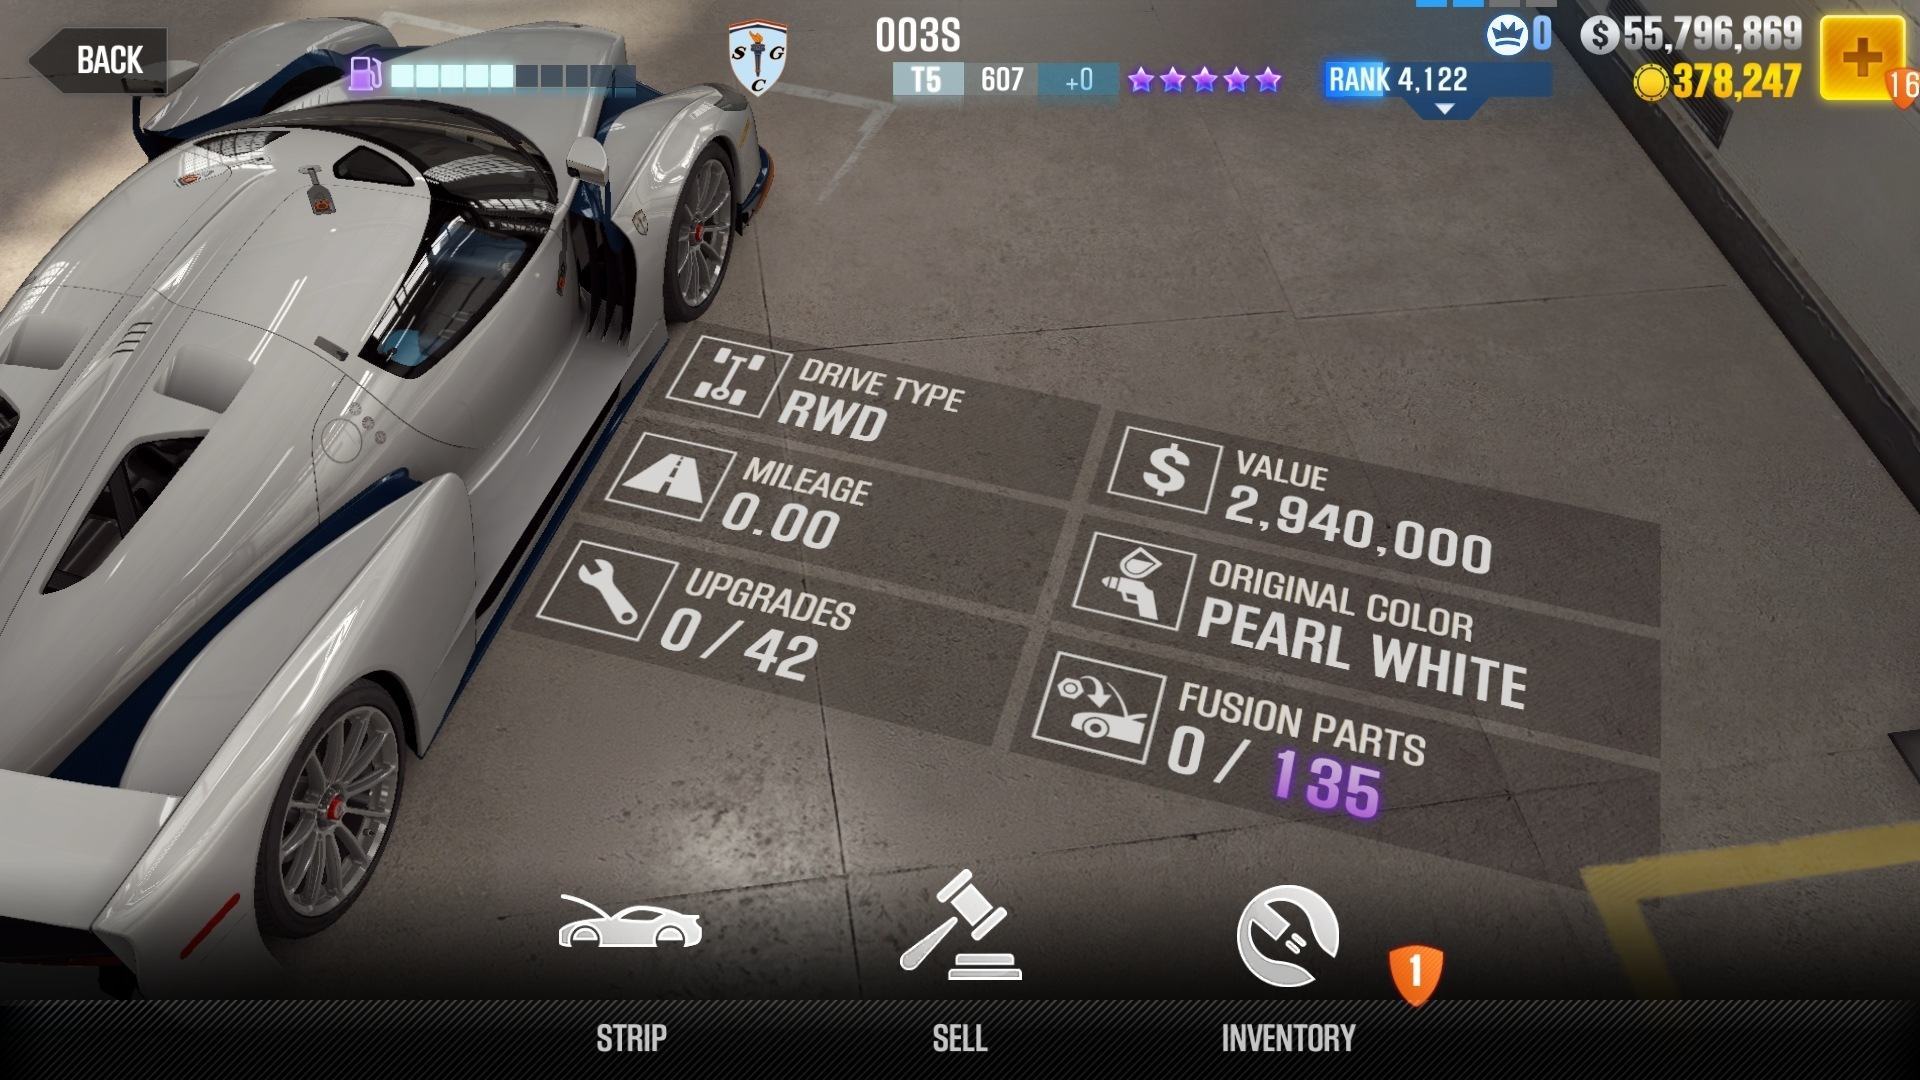 BACK
S G
C
003S
T5 607 +0
RANK 4,122
0
$ 55,796,869
378,247
16
DRIVE TYPE
RWD
MILEAGE
0.00
UPGRADES
0 / 42
$ VALUE
2,940,000
ORIGINAL COLOR
PEARL WHITE
FUSION PARTS
0 / 135
1
STRIP
SELL
INVENTORY